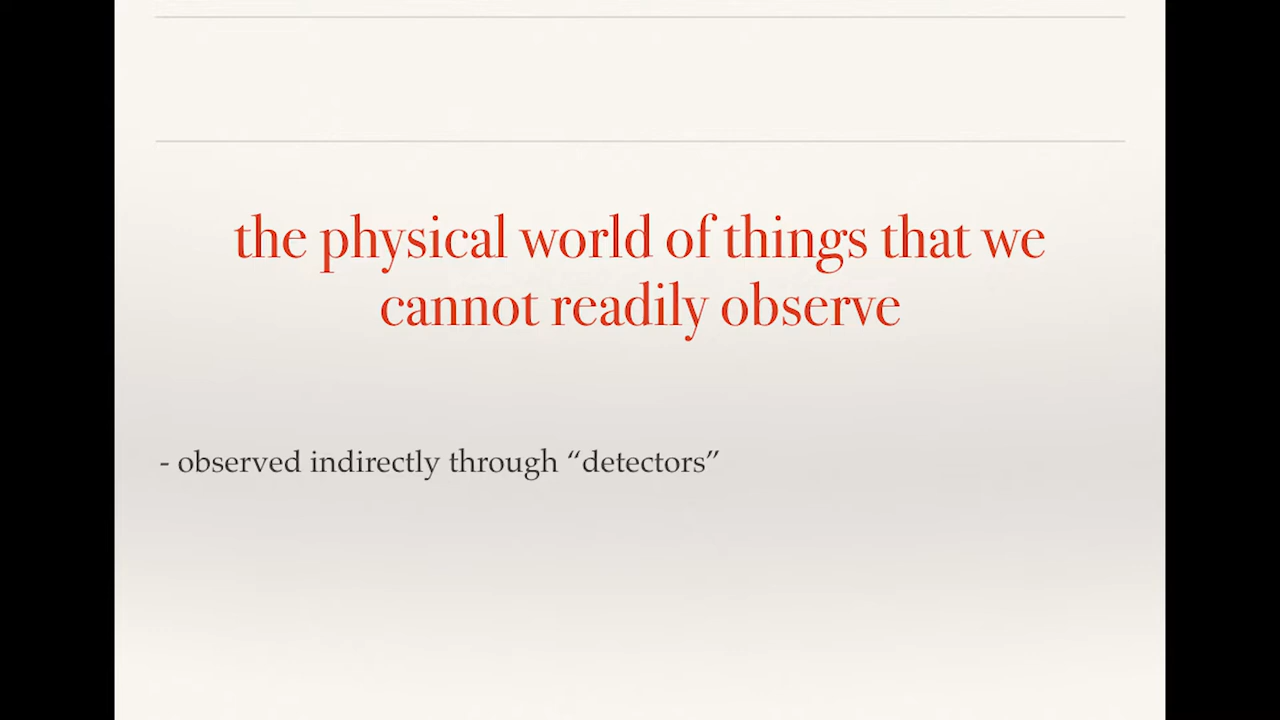 the physical world of things that we
cannot readily observe
- observed indirectly through “detectors”